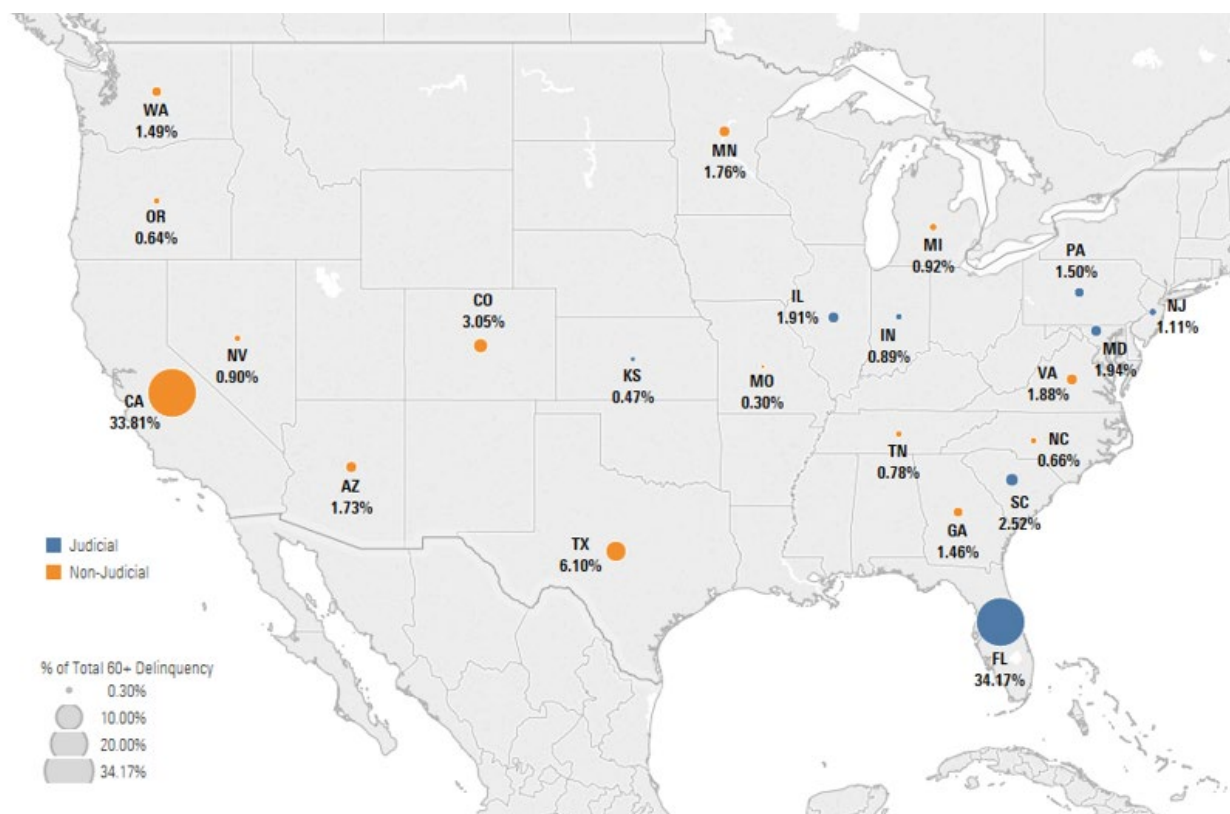 WA
1.49%
OR
0.64%
MN
1.76%
MI
0.92%
PA
1.50%
NJ
1.11%
IL
1.91%
IN
0.89%
MD
1.94%
CO
3.05%
NV
0.90%
KS
0.47%
MO
0.30%
VA
1.88%
CA
33.81%
TN
0.78%
NC
0.66%
AZ
1.73%
SC
2.52%
GA
1.46%
TX
6.10%
FL
34.17%
Judicial
Non-Judicial
% of Total 60+ Delinquency
0.30%
10.00%
20.00%
34.17%